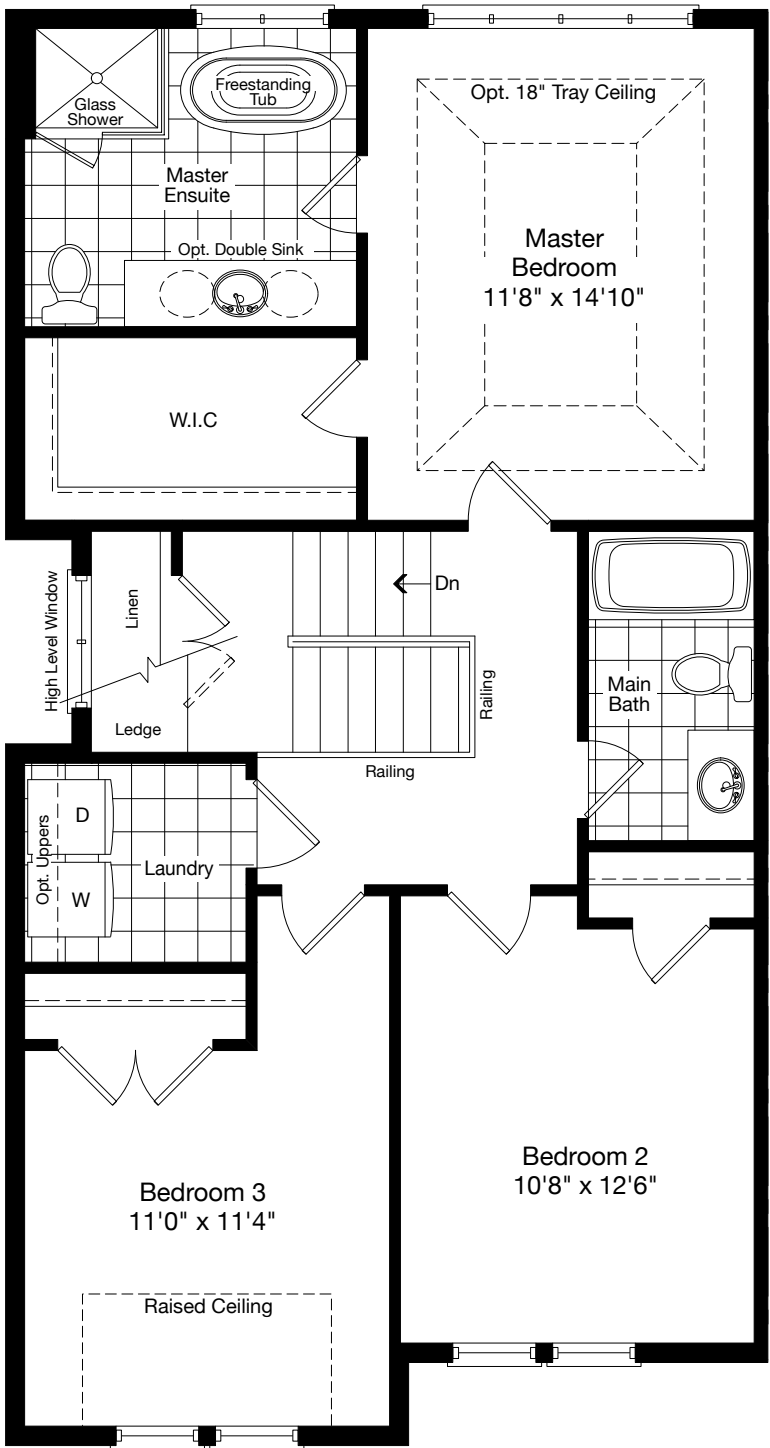 Glass
Shower
Freestanding
Tub
Opt. 18" Tray Ceiling
Master
Ensuite
Opt. Double Sink
Master
Bedroom
11'8" x 14'10"
W.I.C
High Level Window
Linen
Dn
Ledge
Railing
Railing
Main
Bath
Opt. Uppers
D
W
Laundry
Bedroom 2
10'8" x 12'6"
Bedroom 3
11'0" x 11'4"
Raised Ceiling